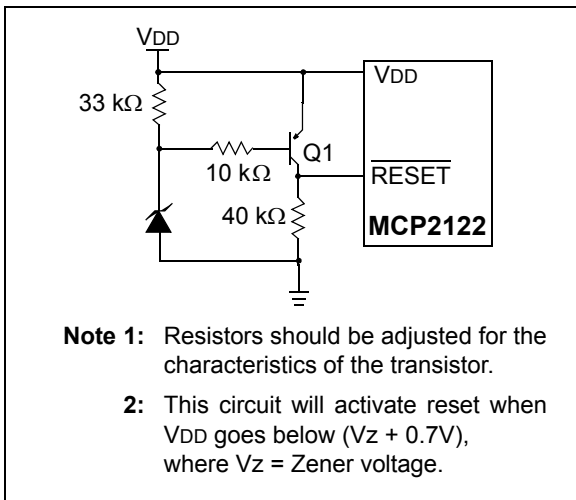 VDD
VDD
33 kΩ
Q1
10 kΩ
RESET
40 kΩ
MCP2122
Note 1: Resistors should be adjusted for the
characteristics of the transistor.
2: This circuit will activate reset when
VDD goes below (Vz + 0.7V),
where Vz = Zener voltage.